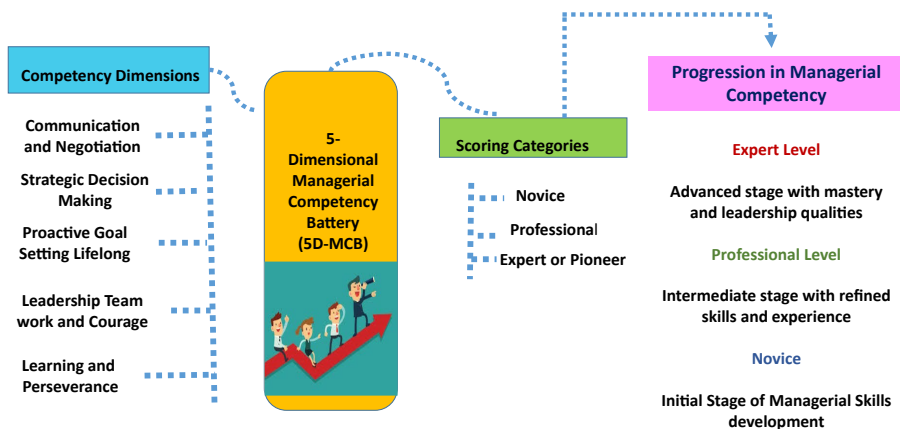 Competency Dimensions
Communication
and Negotiation
Strategic Decision
Making
Proactive Goal
Setting Lifelong
Leadership Team
work and Courage
Learning and
Perseverance
5-
Dimensional
Managerial
Competency
Battery
(5D-MCB)
Scoring Categories
Novice
Professional
Expert or Pioneer
Progression in Managerial
Competency
Expert Level
Advanced stage with mastery
and leadership qualities
Professional Level
Intermediate stage with refined
skills and experience
Novice
Initial Stage of Managerial Skills
development